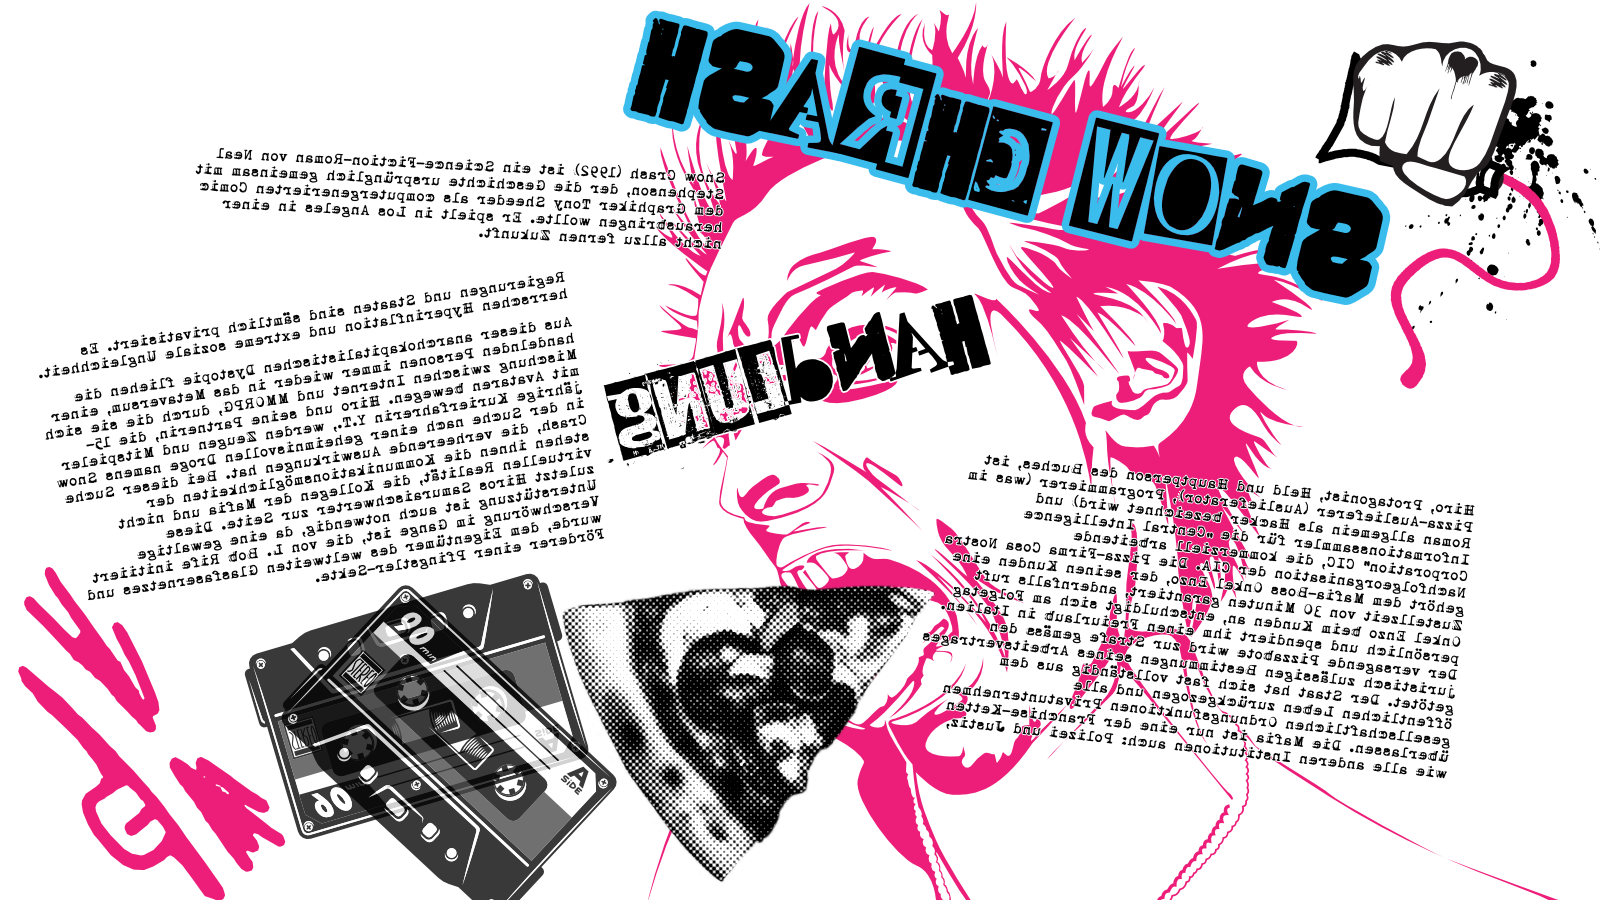 SNOW CHRASH
Snow Crash (1992) ist ein Science-Fiction-Roman von Neal
Stephenson, der die Geschichte ursprünglich gemeinsam mit
dem Graphiker Tony Sheeder als computergenerierten Comic
herausbringen wollte. Er spielt in Los Angeles in einer
nicht allzu fernen Zukunft.
HANdLUNg
Regierungen und Staaten sind sämtlich privatisiert. Es
herrschen Hyperinflation und extreme soziale Ungleichheit.
Aus dieser anarchokapitalistischen Dystopie fliehen die
handelnden Personen immer wieder in das Metaversum, einer
Mischung zwischen Internet und MMORPG, durch die sie sich
mit Avataren bewegen. Hiro und seine Partnerin, die 15-
jährige Kurierfahrerin Y.T., werden Zeugen und Mitspieler
in der Suche nach einer geheimnisvollen Droge namens Snow
Crash, die verheerende Auswirkungen hat. Bei dieser Suche
stehen ihnen die Kommunikationsmöglichkeiten der
virtuellen Realität, die Kollegen der Mafia und nicht
zuletzt Hiros Samuraischwerter zur Seite. Diese
Unterstützung ist auch notwendig, da eine gewaltige
Verschwörung im Gange ist, die von L. Bob Rife initiiert
wurde, dem Eigentümer des weltweiten Glasfasernetzes und
Förderer einer Pfingstler-Sekte.
Hiro, Protagonist, Held und Hauptperson des Buches, ist
Pizza-Auslieferer (Auslieferator), Programmierer (was im
Roman allgemein als Hacker bezeichnet wird) und
Informationssammler für die „Central Intelligence
Corporation“ CIC, die kommerziell arbeitende
Nachfolgeorganisation der CIA. Die Pizza-Firma Cosa Nostra
gehört dem Mafia-Boss Onkel Enzo, der seinen Kunden eine
Zustellzeit von 30 Minuten garantiert, andernfalls ruft
Onkel Enzo beim Kunden an, entschuldigt sich am Folgetag
persönlich und spendiert ihm einen Freiurlaub in Italien.
Der versagende Pizzabote wird zur Strafe gemäss den
juristisch zulässigen Bestimmungen seines Arbeitsvertrages
getötet. Der Staat hat sich fast vollständig aus dem
öffentlichen Leben zurückgezogen und alle
gesellschaftlichen Ordnungsfunktionen Privatunternehmen
überlassen. Die Mafia ist nur eine der Franchise-Ketten
wie alle anderen Institutionen auch: Polizei und Justiz,
90
min
STEREO
STEREO
A
SIDE
90